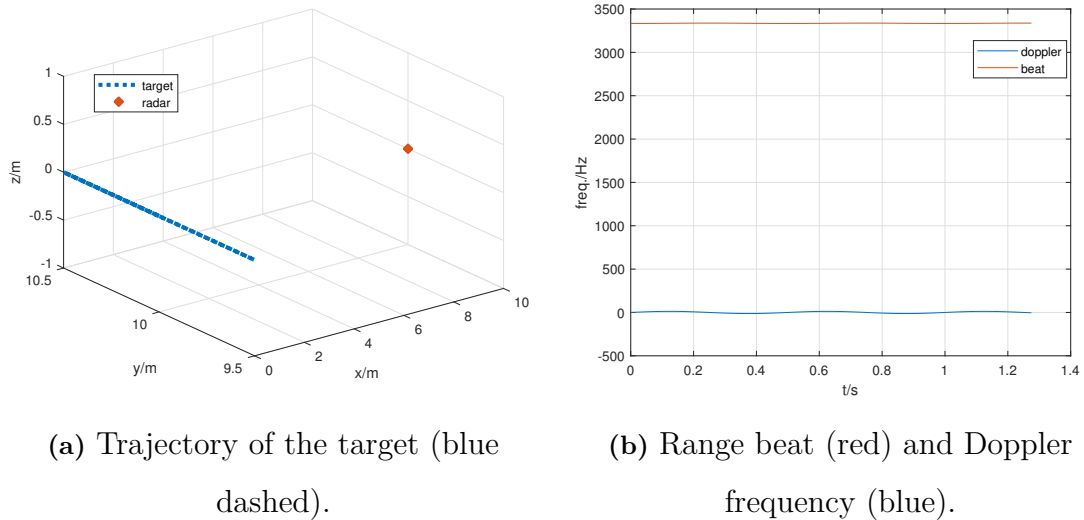 1
0.5
0
-0.5
-1
z/m
target
radar
10.5
10
9.5
y/m
0
2
4
6
8
10
x/m
3500
3000
2500
2000
1500
1000
500
0
-500
freq./Hz
doppler
beat
0
0.2
0.4
0.6
0.8
1
1.2
1.4
t/s
(a) Trajectory of the target (blue
dashed).
(b) Range beat (red) and Doppler
frequency (blue).